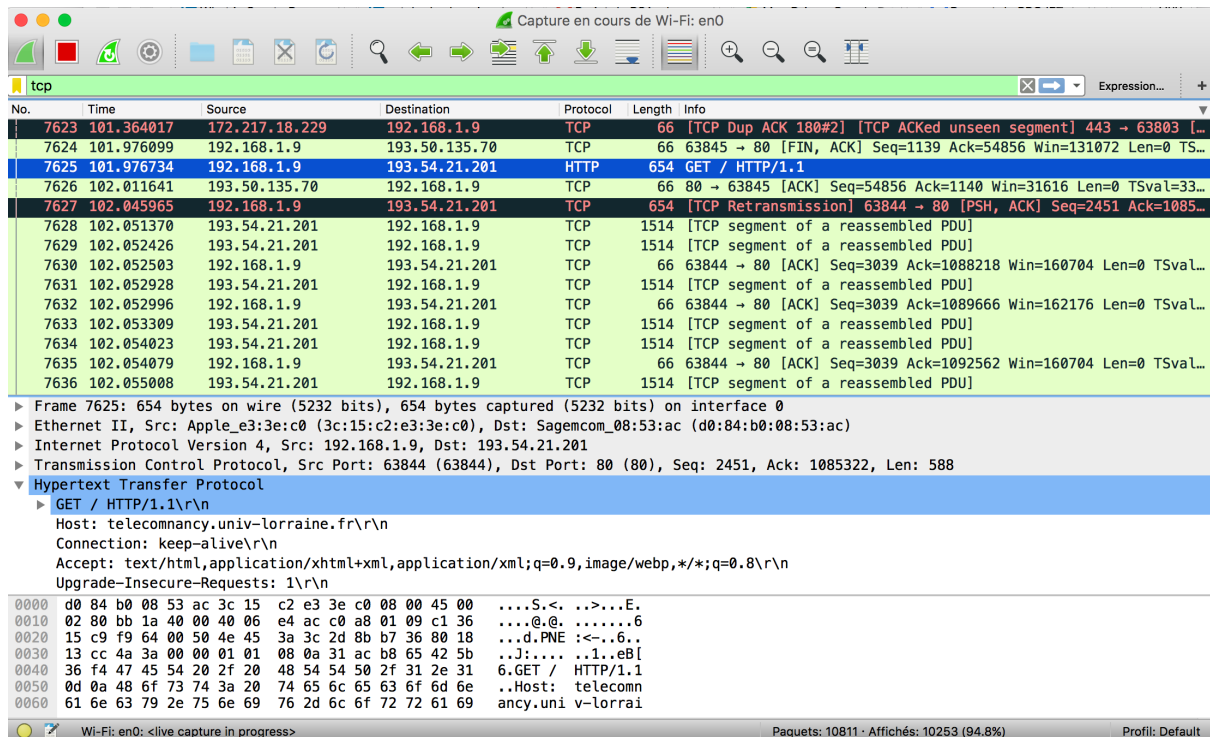 Capture en cours de Wi-Fi: en0
tcp
Expression...
+
No. Time Source Destination Protocol Length Info
7623 101.364017 172.217.18.229 192.168.1.9 TCP 66 [TCP Dup ACK 180#2] [TCP ACKed unseen segment] 443 → 63803 […
7624 101.976099 192.168.1.9 193.50.135.70 TCP 66 63845 → 80 [FIN, ACK] Seq=1139 Ack=54856 Win=131072 Len=0 TS…
7625 101.976734 192.168.1.9 193.54.21.201 HTTP 654 GET / HTTP/1.1
7626 102.011641 193.50.135.70 192.168.1.9 TCP 66 80 → 63845 [ACK] Seq=54856 Ack=1140 Win=31616 Len=0 TSval=33…
7627 102.045965 192.168.1.9 193.54.21.201 TCP 654 [TCP Retransmission] 63844 → 80 [PSH, ACK] Seq=2451 Ack=1085…
7628 102.051370 193.54.21.201 192.168.1.9 TCP 1514 [TCP segment of a reassembled PDU]
7629 102.052426 193.54.21.201 192.168.1.9 TCP 1514 [TCP segment of a reassembled PDU]
7630 102.052503 192.168.1.9 193.54.21.201 TCP 66 63844 → 80 [ACK] Seq=3039 Ack=1088218 Win=160704 Len=0 TSval…
7631 102.052928 193.54.21.201 192.168.1.9 TCP 1514 [TCP segment of a reassembled PDU]
7632 102.052996 192.168.1.9 193.54.21.201 TCP 66 63844 → 80 [ACK] Seq=3039 Ack=1089666 Win=162176 Len=0 TSval…
7633 102.053309 193.54.21.201 192.168.1.9 TCP 1514 [TCP segment of a reassembled PDU]
7634 102.054023 193.54.21.201 192.168.1.9 TCP 1514 [TCP segment of a reassembled PDU]
7635 102.054079 192.168.1.9 193.54.21.201 TCP 66 63844 → 80 [ACK] Seq=3039 Ack=1092562 Win=160704 Len=0 TSval…
7636 102.055008 193.54.21.201 192.168.1.9 TCP 1514 [TCP segment of a reassembled PDU]
Frame 7625: 654 bytes on wire (5232 bits), 654 bytes captured (5232 bits) on interface 0
Ethernet II, Src: Apple_e3:3e:c0 (3c:15:c2:e3:3e:c0), Dst: Sagemcom_08:53:ac (d0:84:b0:08:53:ac)
Internet Protocol Version 4, Src: 192.168.1.9, Dst: 193.54.21.201
Transmission Control Protocol, Src Port: 63844 (63844), Dst Port: 80 (80), Seq: 2451, Ack: 1085322, Len: 588
Hypertext Transfer Protocol
GET / HTTP/1.1\r\n
Host: telecomnancy.univ-lorraine.fr\r\n
Connection: keep-alive\r\n
Accept: text/html,application/xhtml+xml,application/xml;q=0.9,image/webp,*/*;q=0.8\r\n
Upgrade-Insecure-Requests: 1\r\n
0000 d0 84 b0 08 53 ac 3c 15 c2 e3 3e c0 08 00 45 00 ....S.<. ..>...E.
0010 02 80 bb 1a 40 00 40 06 e4 ac c0 a8 01 09 c1 36 ....@.@. .......6
0020 15 c9 f9 64 00 50 4e 45 3a 3c 2d 8b b7 36 80 18 ...d.PNE :<-..6..
0030 13 cc 4a 3a 00 00 01 01 08 0a 31 ac b8 65 42 5b ..J:.... ..1..eB[
0040 36 f4 47 45 54 20 2f 20 48 54 54 50 2f 31 2e 31 6.GET / HTTP/1.1
0050 0d 0a 48 6f 73 74 3a 20 74 65 6c 65 63 6f 6d 6e ..Host: telecomn
0060 61 6e 63 79 2e 75 6e 69 76 2d 6c 6f 72 72 61 69 ancy.uni v-lorrai
Wi-Fi: en0: <live capture in progress> Paquets: 10811 · Affichés: 10253 (94.8%) Profil: Default